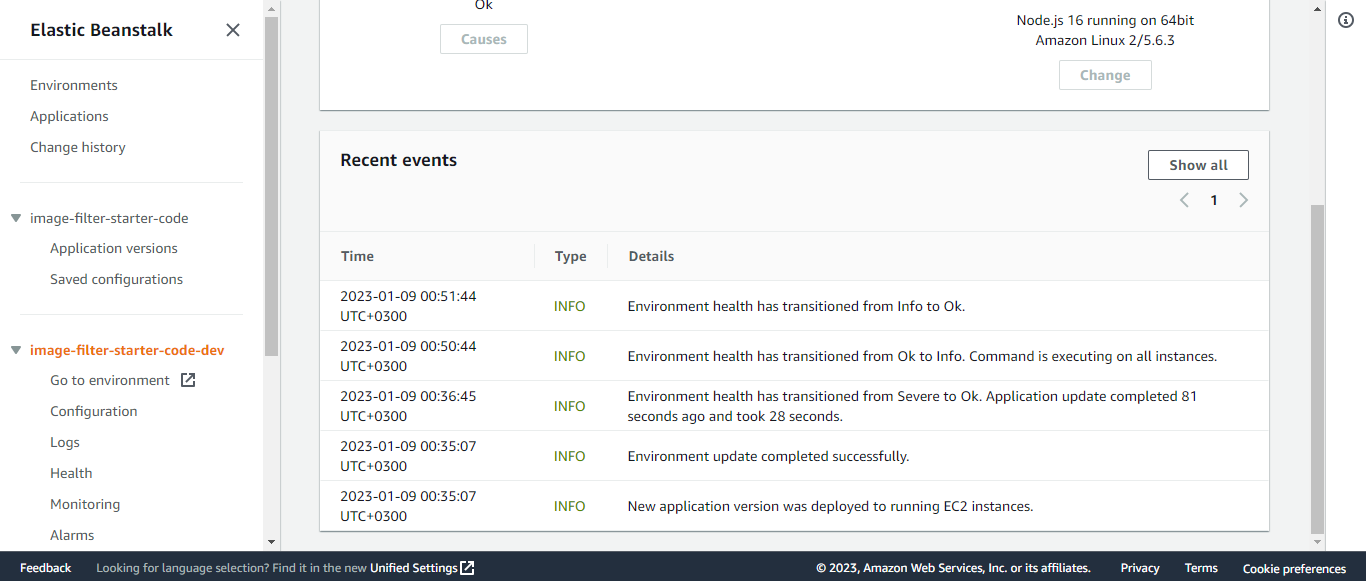 Elastic Beanstalk
Environments
Applications
Change history
image-filter-starter-code
Application versions
Saved configurations
image-filter-starter-code-dev
Go to environment
Configuration
Logs
Health
Monitoring
Alarms
Ok
Causes
Node.js 16 running on 64bit
Amazon Linux 2/5.6.3
Change
Recent events
Show all
1
Time Type Details
2023-01-09 00:51:44
UTC+0300
INFO
Environment health has transitioned from Info to Ok.
2023-01-09 00:50:44
UTC+0300
INFO
Environment health has transitioned from Ok to Info. Command is executing on all instances.
2023-01-09 00:36:45
UTC+0300
INFO
Environment health has transitioned from Severe to Ok. Application update completed 81
seconds ago and took 28 seconds.
2023-01-09 00:35:07
UTC+0300
INFO
Environment update completed successfully.
2023-01-09 00:35:07
UTC+0300
INFO
New application version was deployed to running EC2 instances.
Feedback Looking for language selection? Find it in the new Unified Settings © 2023, Amazon Web Services, Inc. or its affiliates. Privacy Terms Cookie preferences